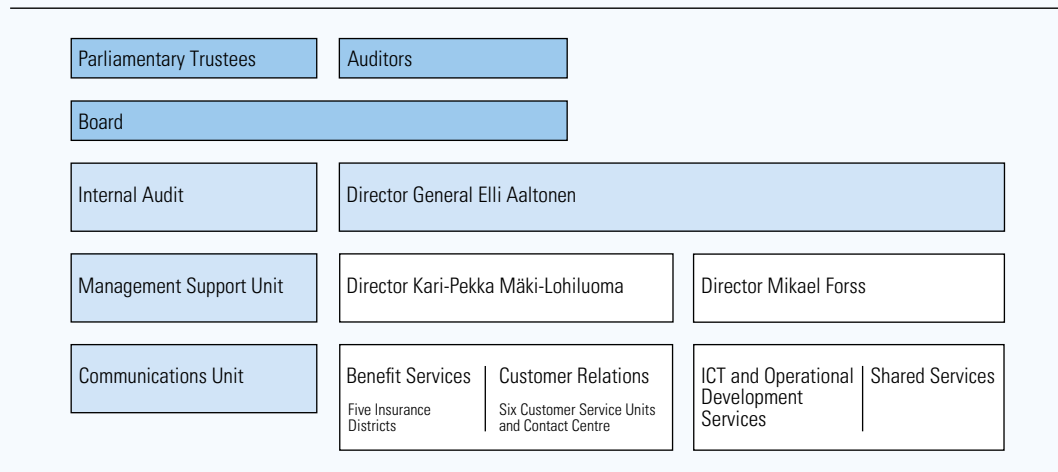 Parliamentary Trustees
Auditors
Board
Internal Audit
Director General Elli Aaltonen
Management Support Unit
Director Kari-Pekka Mäki-Lohiluoma
Director Mikael Forss
Communications Unit
Benefit Services
Five Insurance
Districts
Customer Relations
Six Customer Service Units
and Contact Centre
ICT and Operational
Development
Services
Shared Services